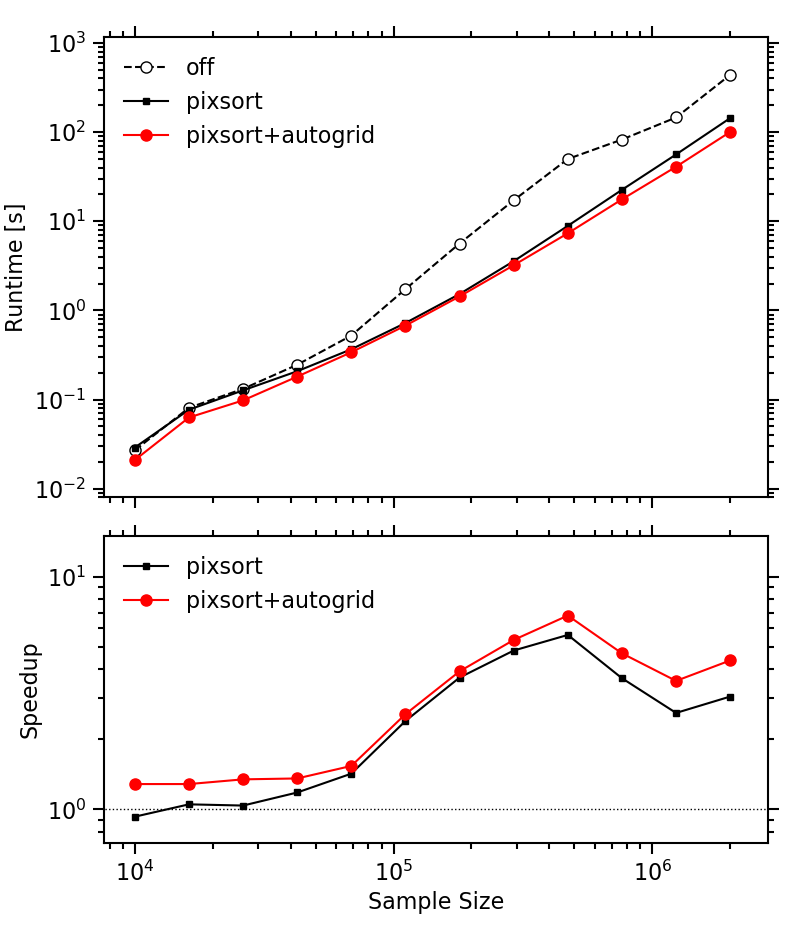 10³
off
pixsort
pixsort+autogrid
10²
10¹
10⁰
10⁻¹
10⁻²
Runtime [s]
pixsort
pixsort+autogrid
10¹
10⁰
Speedup
10⁴ 10⁵ 10⁶
Sample Size